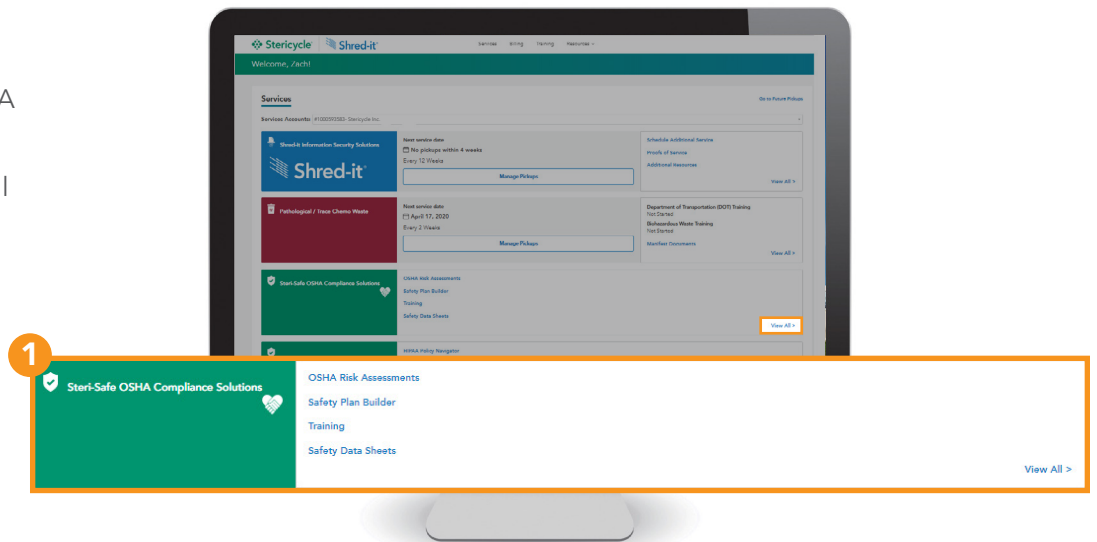 A
l
Stericycle Shred-it
Services Billing Training Resources
Welcome, Zach!
Services
Go to Future Pickups
Services Accounts: #1000393383- Stericycle Inc.
Shred-it Information Security Solutions
Shred-it
Next service date
No pickups within 4 weeks
Every 12 Weeks
Manage Pickups
Schedule Additional Service
Proofs of Service
Additional Resources
View All >
Pathological / Trace Chemo Waste
Next service date
April 17, 2020
Every 2 Weeks
Manage Pickups
Department of Transportation (DOT) Training
Not Started
Biohazardous Waste Training
Not Started
Manifest Documents
View All >
Steri-Safe OSHA Compliance Solutions
OSHA Risk Assessments
Safety Plan Builder
Training
Safety Data Sheets
View All >
HIPAA Policy Navigator
1
Steri-Safe OSHA Compliance Solutions
OSHA Risk Assessments
Safety Plan Builder
Training
Safety Data Sheets
View All >